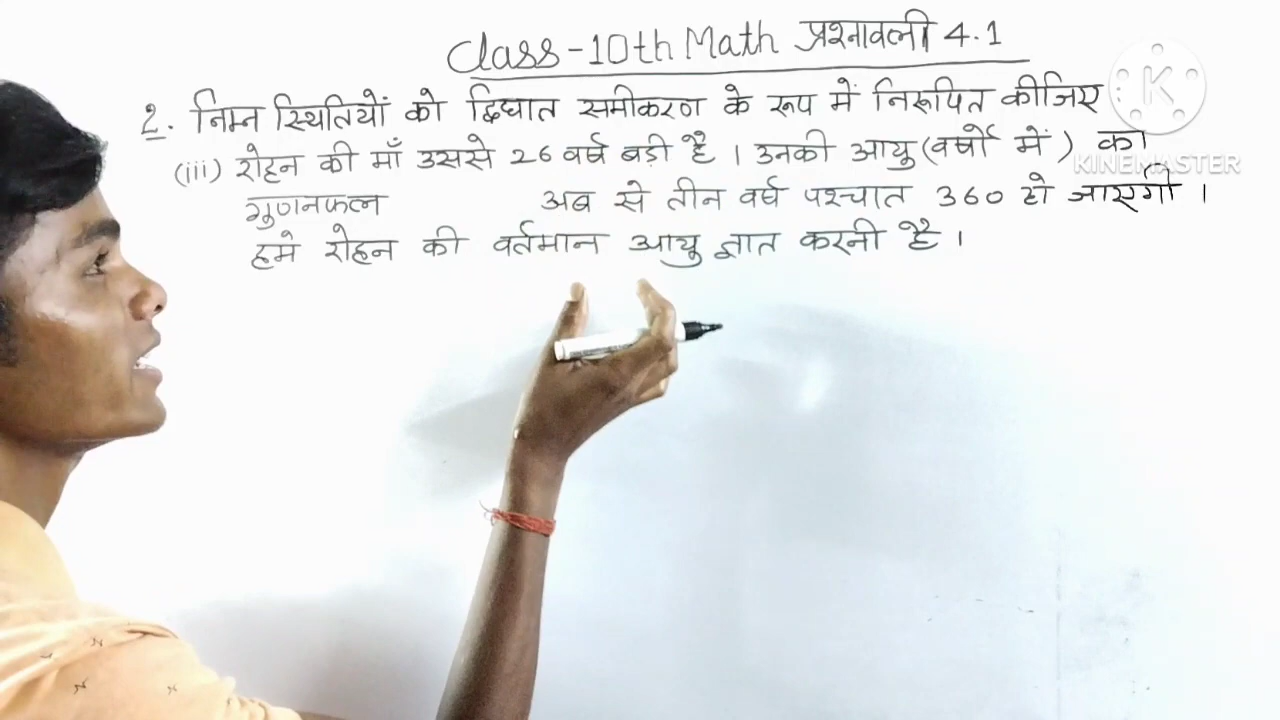 Class-10th Math प्रश्नावली 4.1
2. निम्न स्थितियों को द्विघात समीकरण के रूप में निरूपित कीजिए
(iii) रोहन की माँ उससे 26 वर्ष बड़ी है । उनकी आयु (वर्षो में) का
गुणनफल अब से तीन वर्ष पश्चात 360 हो जाएगी ।
हमे रोहन की वर्तमान आयु ज्ञात करनी है ।
K
KINEMASTER